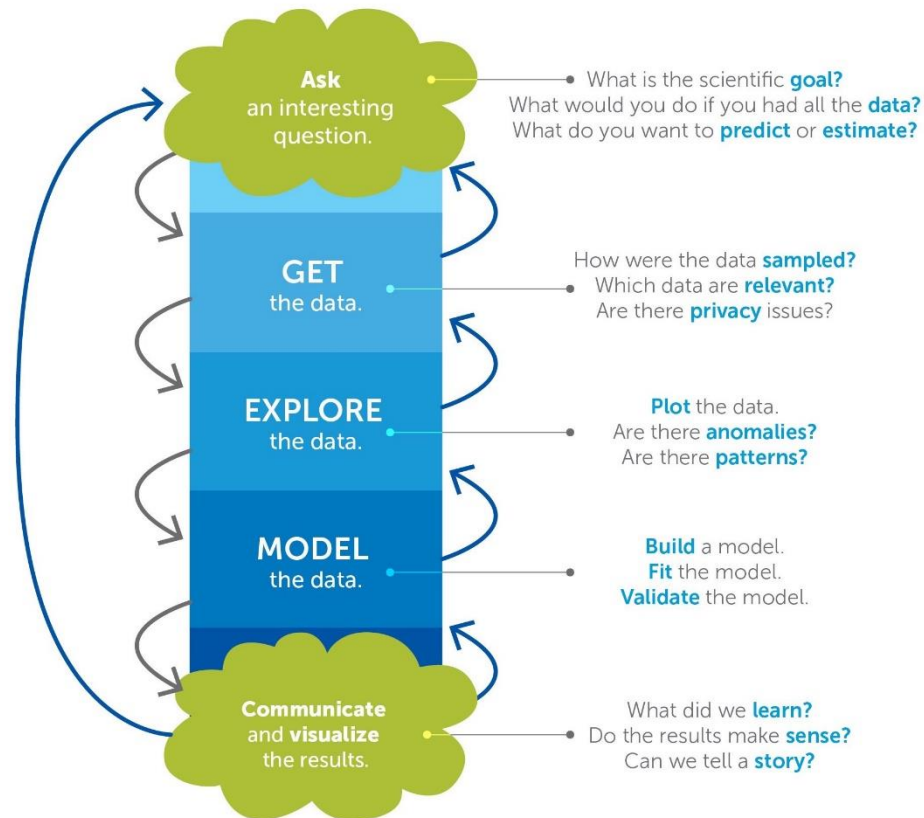 Ask
an interesting
question.
What is the scientific goal?
What would you do if you had all the data?
What do you want to predict or estimate?
GET
the data.
How were the data sampled?
Which data are relevant?
Are there privacy issues?
EXPLORE
the data.
Plot the data.
Are there anomalies?
Are there patterns?
MODEL
the data.
Build a model.
Fit the model.
Validate the model.
Communicate
and visualize
the results.
What did we learn?
Do the results make sense?
Can we tell a story?